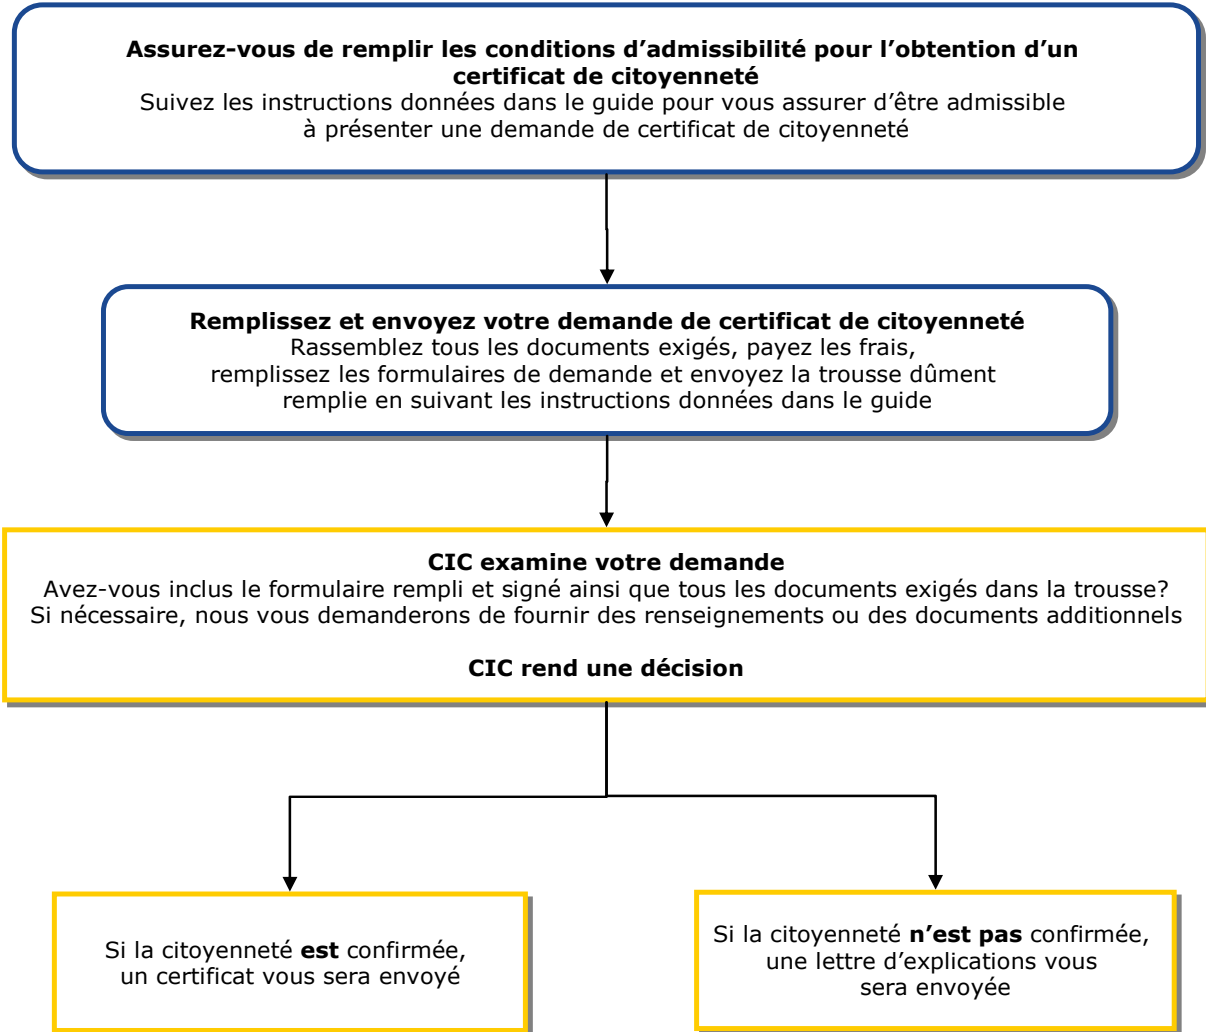 Assurez-vous de remplir les conditions d’admissibilité pour l’obtention d’un
certificat de citoyenneté
Suivez les instructions données dans le guide pour vous assurer d’être admissible
à présenter une demande de certificat de citoyenneté
Remplissez et envoyez votre demande de certificat de citoyenneté
Rassemblez tous les documents exigés, payez les frais,
remplissez les formulaires de demande et envoyez la trousse dûment
remplie en suivant les instructions données dans le guide
CIC examine votre demande
Avez-vous inclus le formulaire rempli et signé ainsi que tous les documents exigés dans la trousse?
Si nécessaire, nous vous demanderons de fournir des renseignements ou des documents additionnels
CIC rend une décision
Si la citoyenneté est confirmée,
un certificat vous sera envoyé
Si la citoyenneté n’est pas confirmée,
une lettre d’explications vous
sera envoyée